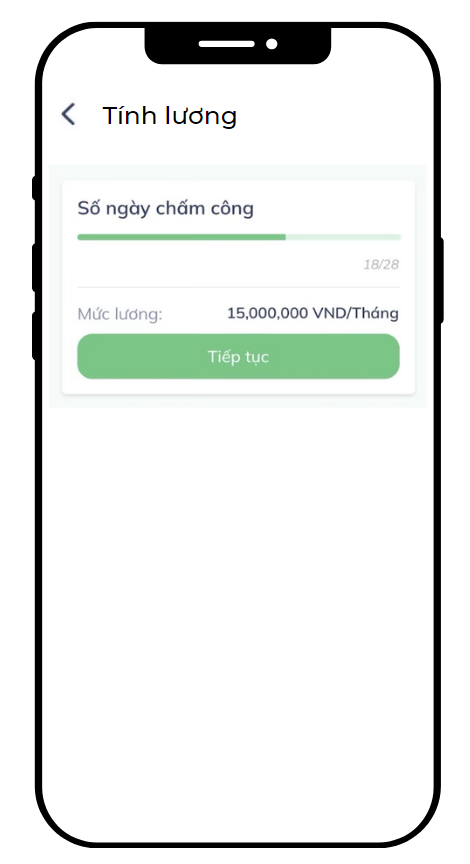 Tính lương
Số ngày chấm công
18/28
Mức lương: 15,000,000 VND/Tháng
Tiếp tục